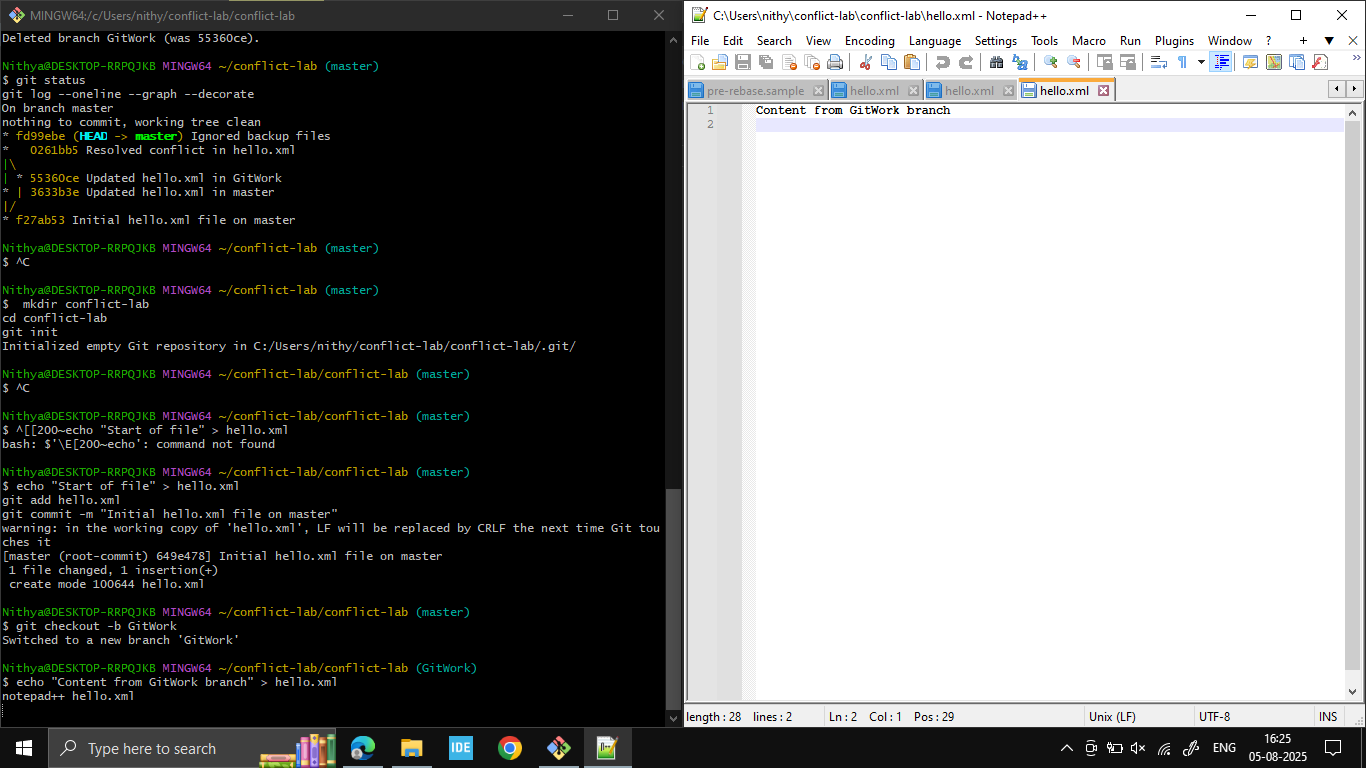 MINGW64:/c/Users/nithy/conflict-lab/conflict-lab
Deleted branch GitWork (was 55360ce).
Nithya@DESKTOP-RRPQJKB MINGW64 ~/conflict-lab (master)
$ git status
git log --oneline --graph --decorate
On branch master
nothing to commit, working tree clean
* fd99ebe (HEAD -> master) Ignored backup files
*   0261bb5 Resolved conflict in hello.xml
|\
| * 55360ce Updated hello.xml in GitWork
* | 3633b3e Updated hello.xml in master
|/
* f27ab53 Initial hello.xml file on master
Nithya@DESKTOP-RRPQJKB MINGW64 ~/conflict-lab (master)
$ ^C
Nithya@DESKTOP-RRPQJKB MINGW64 ~/conflict-lab (master)
$  mkdir conflict-lab
cd conflict-lab
git init
Initialized empty Git repository in C:/Users/nithy/conflict-lab/conflict-lab/.git/
Nithya@DESKTOP-RRPQJKB MINGW64 ~/conflict-lab/conflict-lab (master)
$ ^C
Nithya@DESKTOP-RRPQJKB MINGW64 ~/conflict-lab/conflict-lab (master)
$ ^[[200~echo "Start of file" > hello.xml
bash: $'\E[200~echo': command not found
Nithya@DESKTOP-RRPQJKB MINGW64 ~/conflict-lab/conflict-lab (master)
$ echo "Start of file" > hello.xml
git add hello.xml
git commit -m "Initial hello.xml file on master"
warning: in the working copy of 'hello.xml', LF will be replaced by CRLF the next time Git tou
ches it
[master (root-commit) 649e478] Initial hello.xml file on master
 1 file changed, 1 insertion(+)
 create mode 100644 hello.xml
Nithya@DESKTOP-RRPQJKB MINGW64 ~/conflict-lab/conflict-lab (master)
$ git checkout -b GitWork
Switched to a new branch 'GitWork'
Nithya@DESKTOP-RRPQJKB MINGW64 ~/conflict-lab/conflict-lab (GitWork)
$ echo "Content from GitWork branch" > hello.xml
notepad++ hello.xml
C:\Users\nithy\conflict-lab\conflict-lab\hello.xml - Notepad++
File Edit Search View Encoding Language Settings Tools Macro Run Plugins Window ? + ▼ X
pre-rebase.sample hello.xml hello.xml hello.xml
1 Content from GitWork branch
2
length : 28 lines : 2 Ln : 2 Col : 1 Pos : 29 Unix (LF) UTF-8 INS
Type here to search
IDE
ENG
16:25
05-08-2025